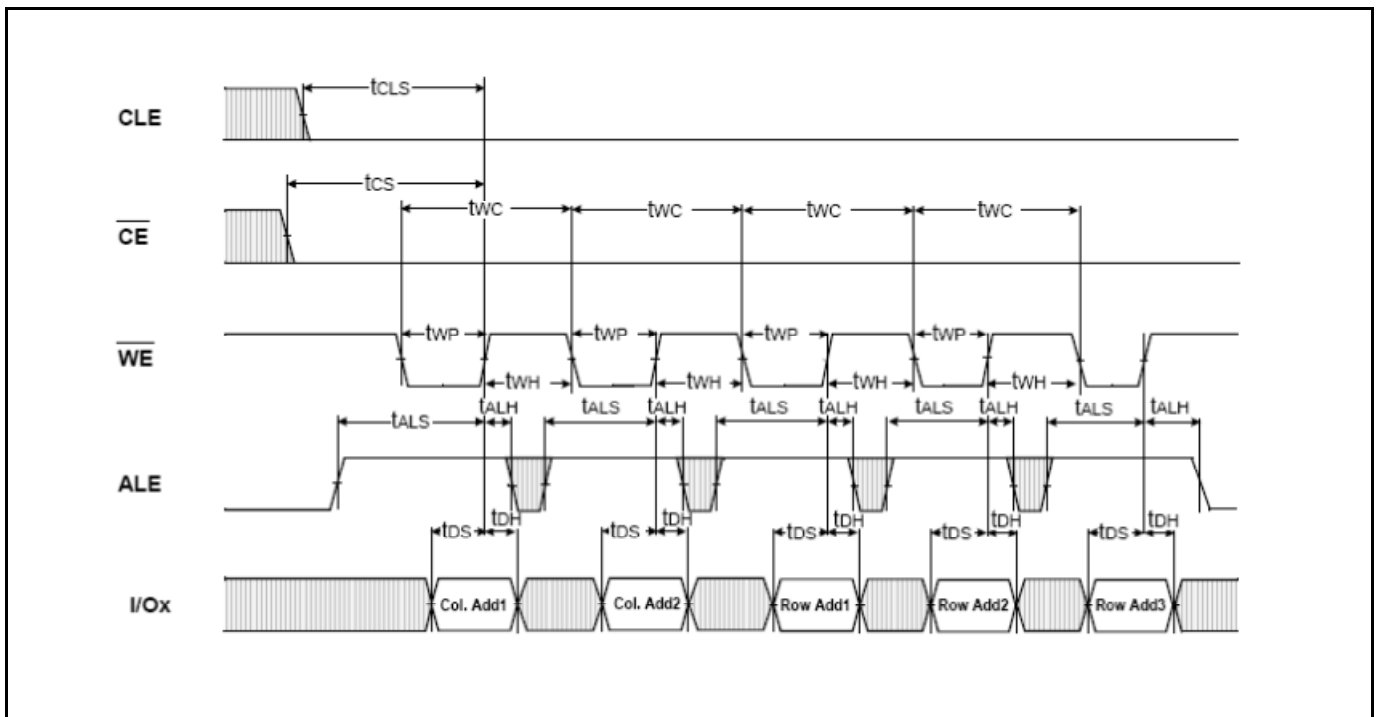 tCLS
CLE
tCS
tWC tWC tWC tWC
CE
tWP tWP tWP tWP
WE
tWH tWH tWH tWH
tALS tALH tALS tALH tALS tALH tALS tALH tALS tALH
ALE
tDS tDH tDS tDH tDS tDH tDS tDH tDS tDH
I/Ox Col. Add1 Col. Add2 Row Add1 Row Add2 Row Add3